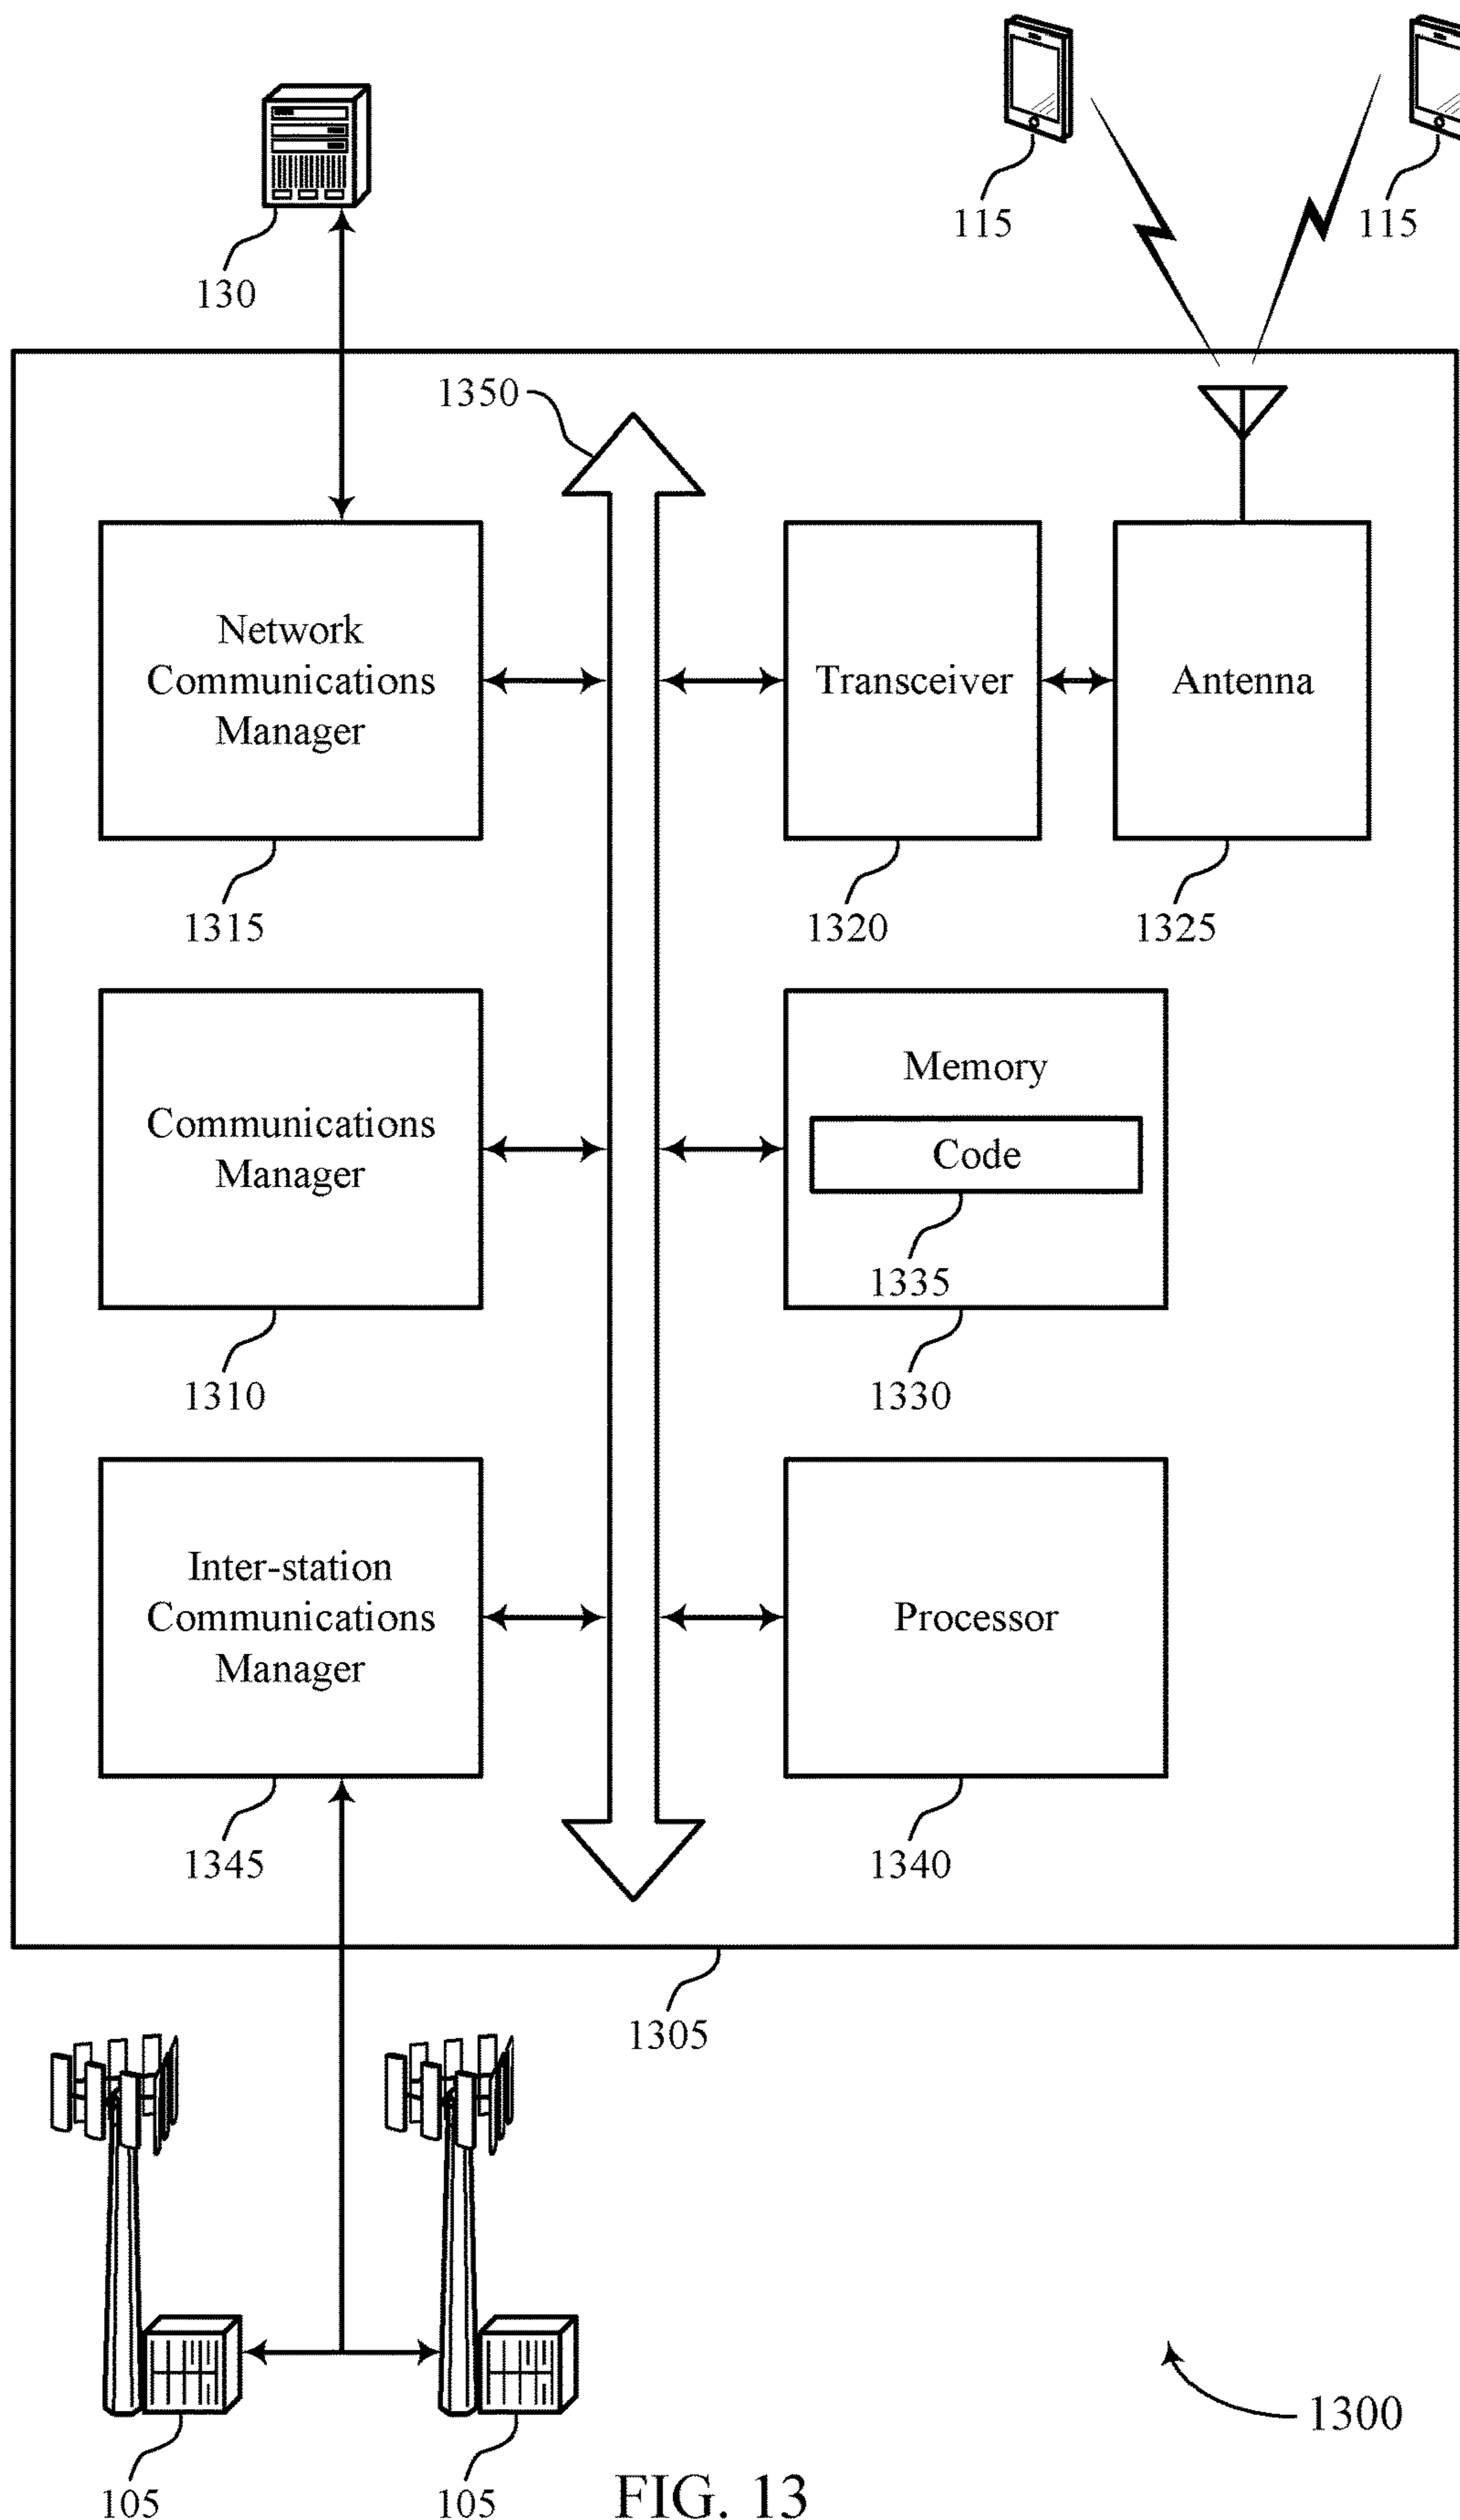 115
115
130
1350
Network
Communications
Manager
Transceiver
Antenna
1315
1320
1325
Communications
Manager
Memory
Code
1335
1310
1330
Inter-station
Communications
Manager
Processor
1345
1340
1305
1300
105
105
FIG. 13